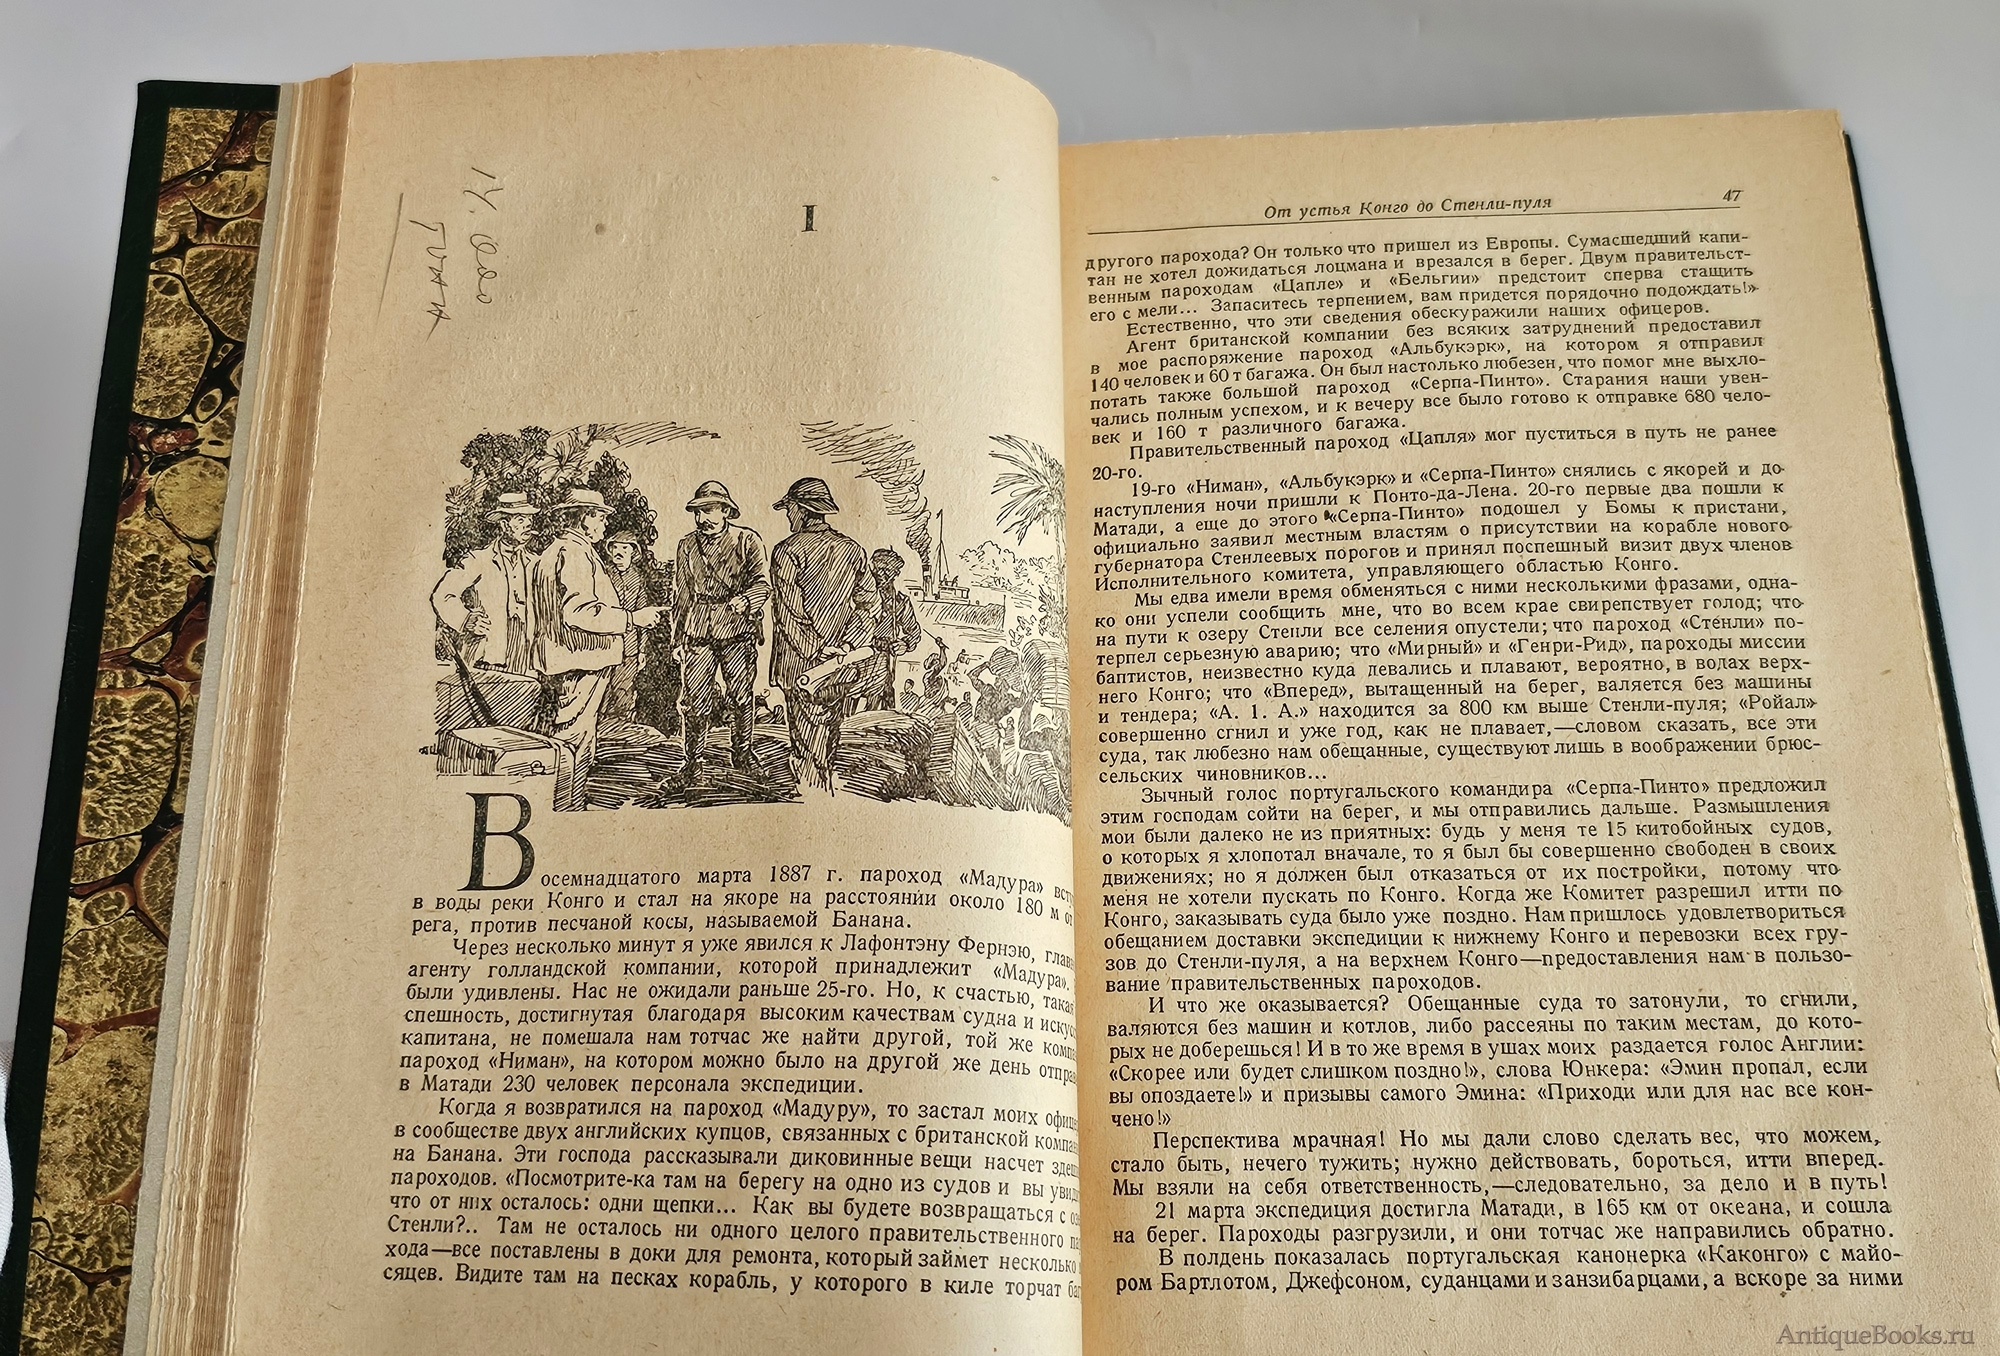 I
Восемнадцатого марта 1887 г. пароход «Мадура»
в воды реки Конго и стал на якоре на расстоянии около 180 м от
рега, против песчаной косы, называемой Банана.
Через несколько минут я уже явился к Лафонтэну Фернэю,
агенту голландской компании, которой принадлежит «Мадура».
были удивлены. Нас не ожидали раньше 25-го. Но, к счастью, такая
спешность, достигнутая благодаря высоким качествам судна и
капитана, не помешала нам тотчас же найти другой, той же
пароход «Ниман», на котором можно было на другой же день
в Матади 230 человек персонала экспедиции.
Когда я возвратился на пароход «Мадуру», то застал моих
в сообществе двух английских купцов, связанных с британской
на Банана. Эти господа рассказывали диковинные вещи насчет
пароходов. «Посмотрите-ка там на берегу на одно из судов и вы
что от них осталось: одни щепки... Как вы будете возвращаться с
Стенли?.. Там не осталось ни одного целого правительственного
хода—все поставлены в доки для ремонта, который займет несколько
сяцев. Видите там на песках корабль, у которого в киле торчат
От устья Конго до Стенли-пуля 47
другого парохода? Он только что пришел из Европы. Сумасшедший капи-
тан не хотел дожидаться лоцмана и врезался в берег. Двум правительст-
венным пароходам «Цапле» и «Бельгии» предстоит сперва стащить
его с мели... Запаситесь терпением, вам придется порядочно подождать!»
Естественно, что эти сведения обескуражили наших офицеров.
Агент британской компании без всяких затруднений предоставил
в мое распоряжение пароход «Альбукэрк», на котором я отправил
140 человек и 60 т багажа. Он был настолько любезен, что помог мне выхло-
потать также большой пароход «Серпа-Пинто». Старания наши увен-
чались полным успехом, и к вечеру все было готово к отправке 680 чело-
век и 160 т различного багажа.
Правительственный пароход «Цапля» мог пуститься в путь не ранее
20-го.
19-го «Ниман», «Альбукэрк» и «Серпа-Пинто» снялись с якорей и до
наступления ночи пришли к Понто-да-Лена. 20-го первые два пошли к
Матади, а еще до этого «Серпа-Пинто» подошел у Бомы к пристани,
официально заявил местным властям о присутствии на корабле нового
губернатора Стенлеевых порогов и принял поспешный визит двух членов
Исполнительного комитета, управляющего областью Конго.
Мы едва имели время обменяться с ними несколькими фразами, одна-
ко они успели сообщить мне, что во всем крае свирепствует голод; что
на пути к озеру Стенли все селения опустели; что пароход «Стенли» по-
терпел серьезную аварию; что «Мирный» и «Генри-Рид», пароходы миссии
баптистов, неизвестно куда девались и плавают, вероятно, в водах верх-
него Конго; что «Вперед», вытащенный на берег, валяется без машины
и тендера; «А. I. А.» находится за 800 км выше Стенли-пуля; «Ройал»
совершенно сгнил и уже год, как не плавает,—словом сказать, все эти
суда, так любезно нам обещанные, существуют лишь в воображении брюс-
сельских чиновников...
Зычный голос португальского командира «Серпа-Пинто» предложил
этим господам сойти на берег, и мы отправились дальше. Размышления
мои были далеко не из приятных: будь у меня те 15 китобойных судов,
о которых я хлопотал вначале, то я был бы совершенно свободен в своих
движениях; но я должен был отказаться от их постройки, потому что
меня не хотели пускать по Конго. Когда же Комитет разрешил итти по
Конго, заказывать суда было уже поздно. Нам пришлось удовлетвориться
обещанием доставки экспедиции к нижнему Конго и перевозки всех гру-
зов до Стенли-пуля, а на верхнем Конго—предоставления нам в пользо-
вание правительственных пароходов.
И что же оказывается? Обещанные суда то затонули, то сгнили,
валяются без машин и котлов, либо рассеяны по таким местам, до кото-
рых не доберешься! И в то же время в ушах моих раздается голос Англии:
«Скорее или будет слишком поздно!», слова Юнкера: «Эмин пропал, если
вы опоздаете!» и призывы самого Эмина: «Приходи или для нас все кон-
чено!»
Перспектива мрачная! Но мы дали слово сделать все, что можем,
стало быть, нечего тужить; нужно действовать, бороться, итти вперед.
Мы взяли на себя ответственность,—следовательно, за дело и в путь!
21 марта экспедиция достигла Матади, в 165 км от океана, и сошла
на берег. Пароходы разгрузили, и они тотчас же направились обратно.
В полдень показалась португальская канонерка «Каконго» с майо-
ром Бартлотом, Джефсоном, суданцами и занзибарцами, а вскоре за ними
AntiqueBooks.ru